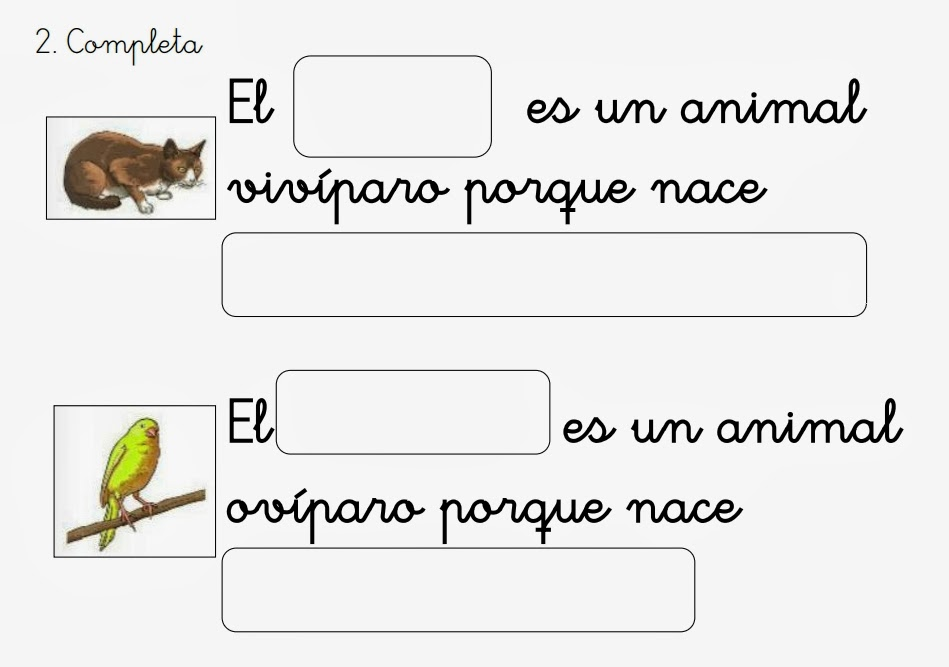 2. Completa
El es un animal
vivíparo porque nace
El es un animal
ovíparo porque nace